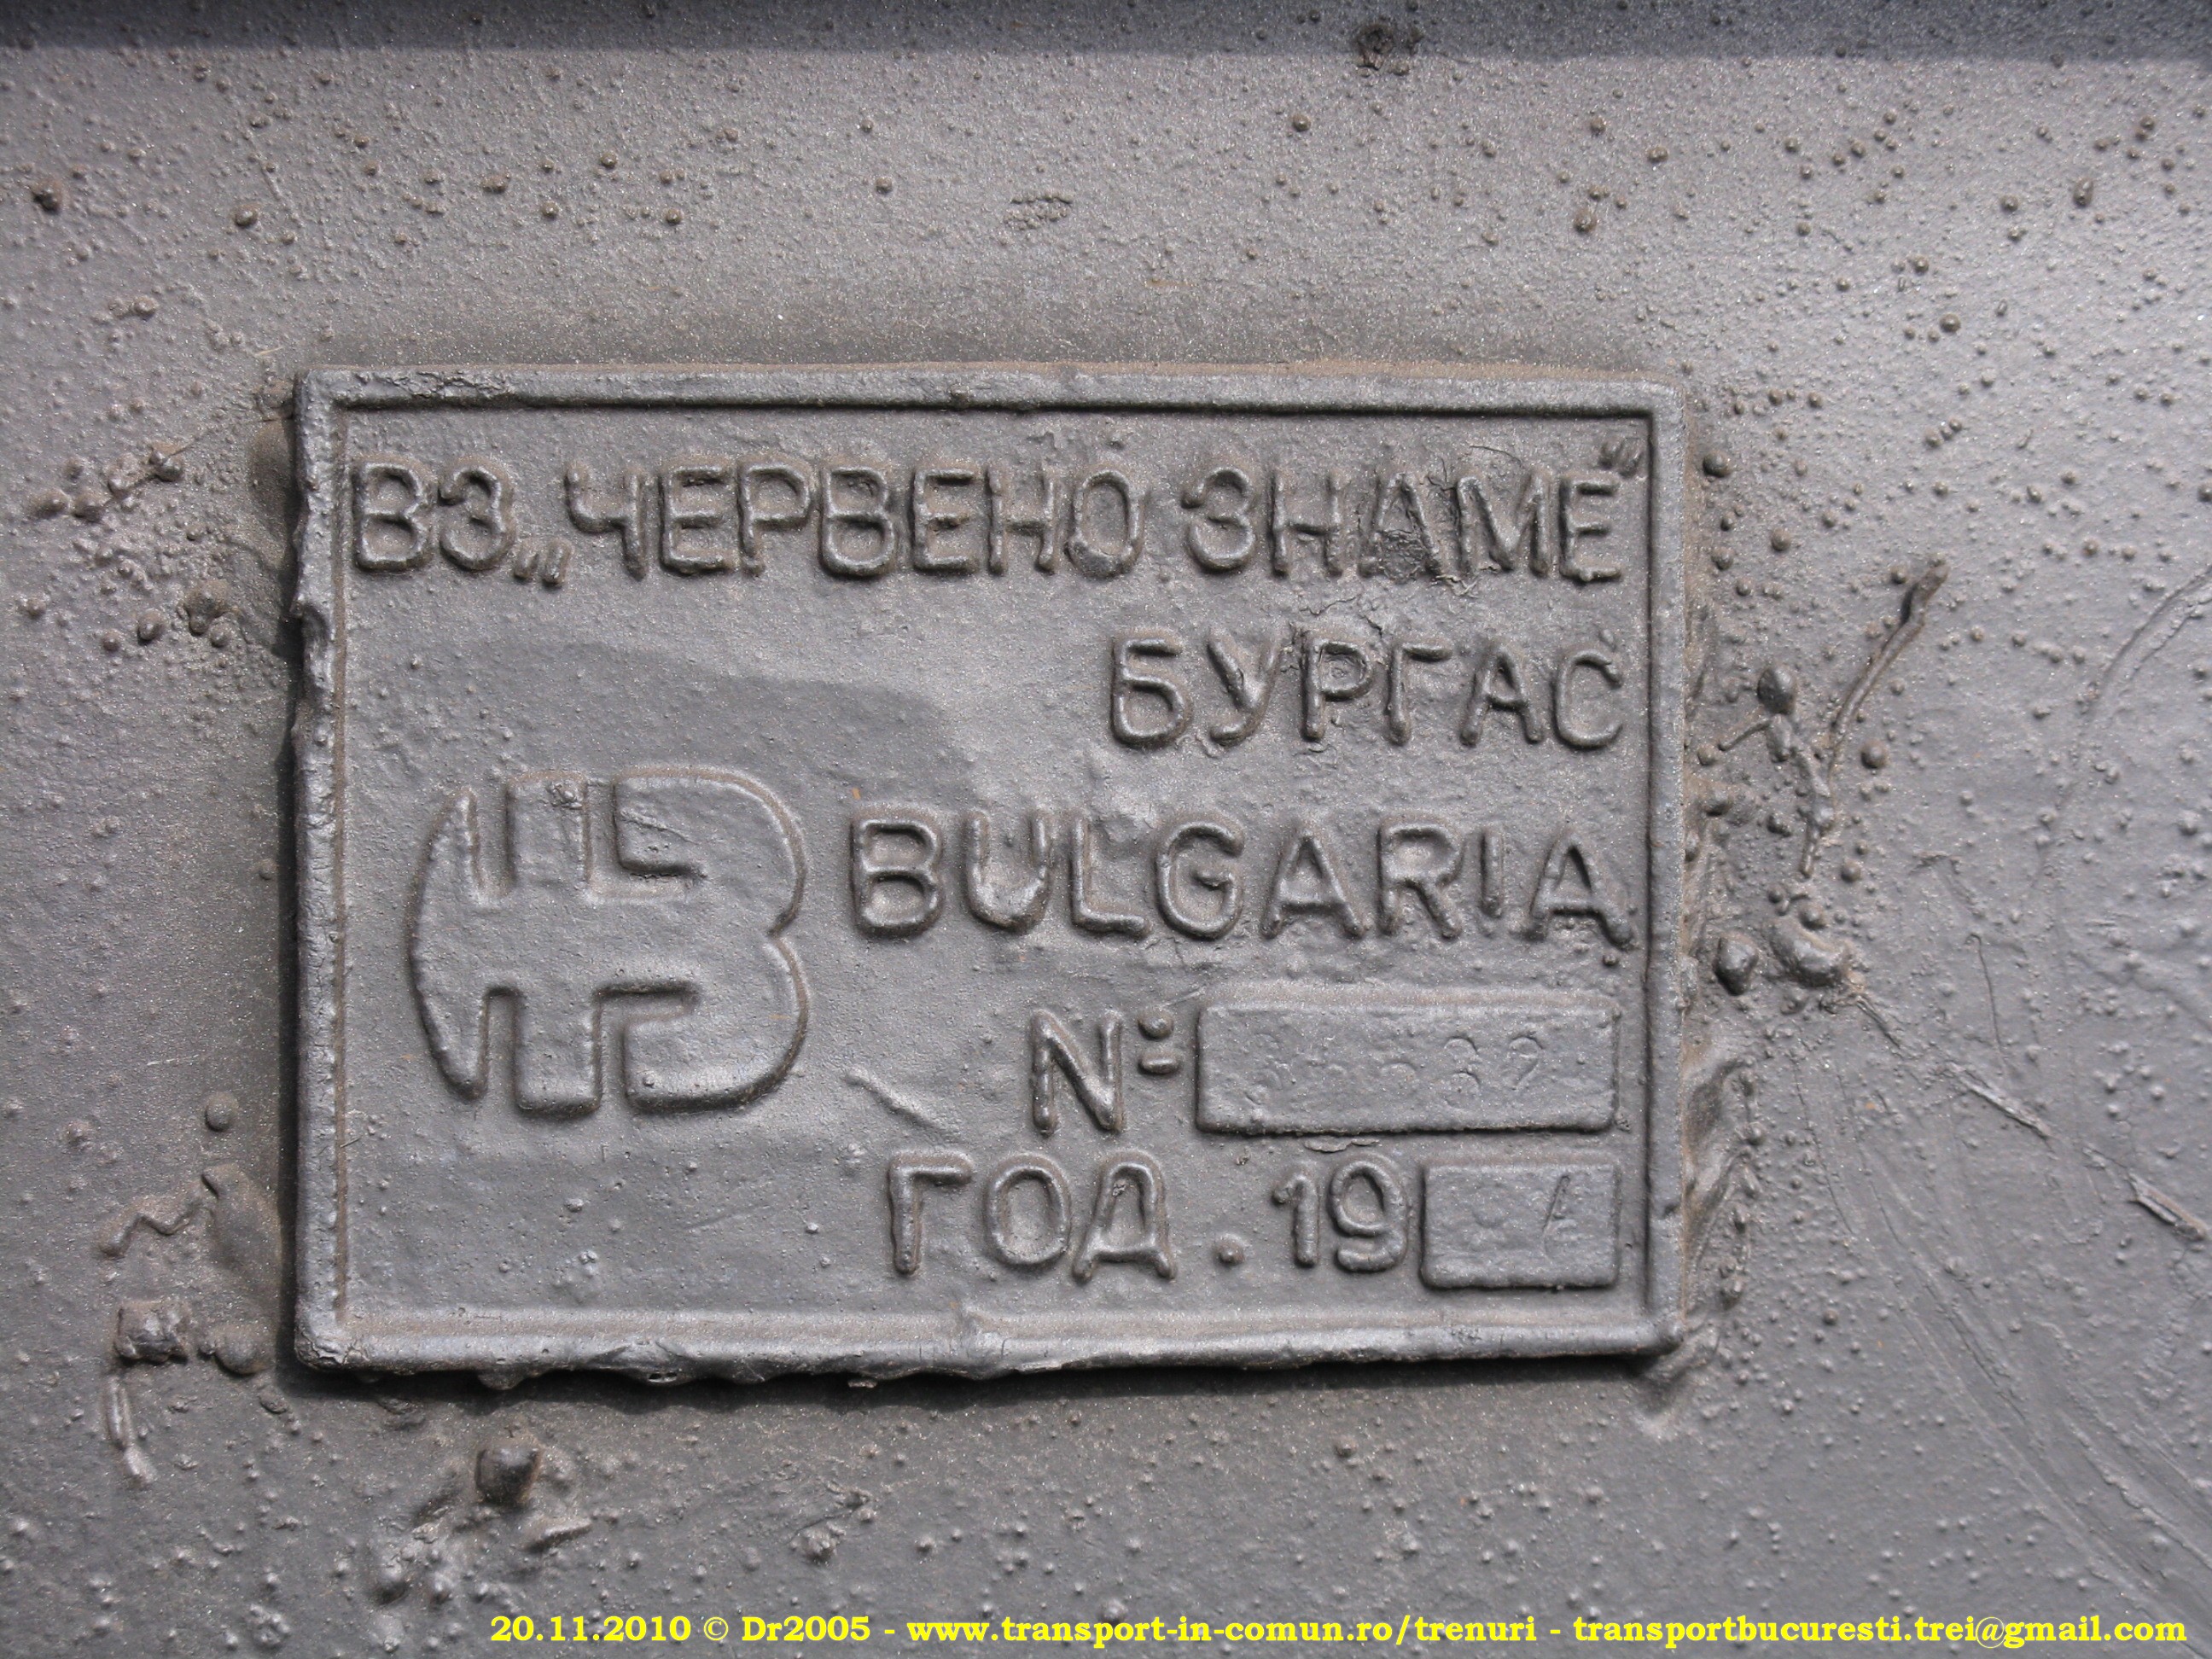 ВЗ „ЧЕРВЕНО ЗНАМЕ"
БУРГАС
BULGARIA
№
ГОД. 19
20.11.2010 © Dr2005 - www.transport-in-comun.ro/trenuri - transportbucuresti.trei@gmail.com